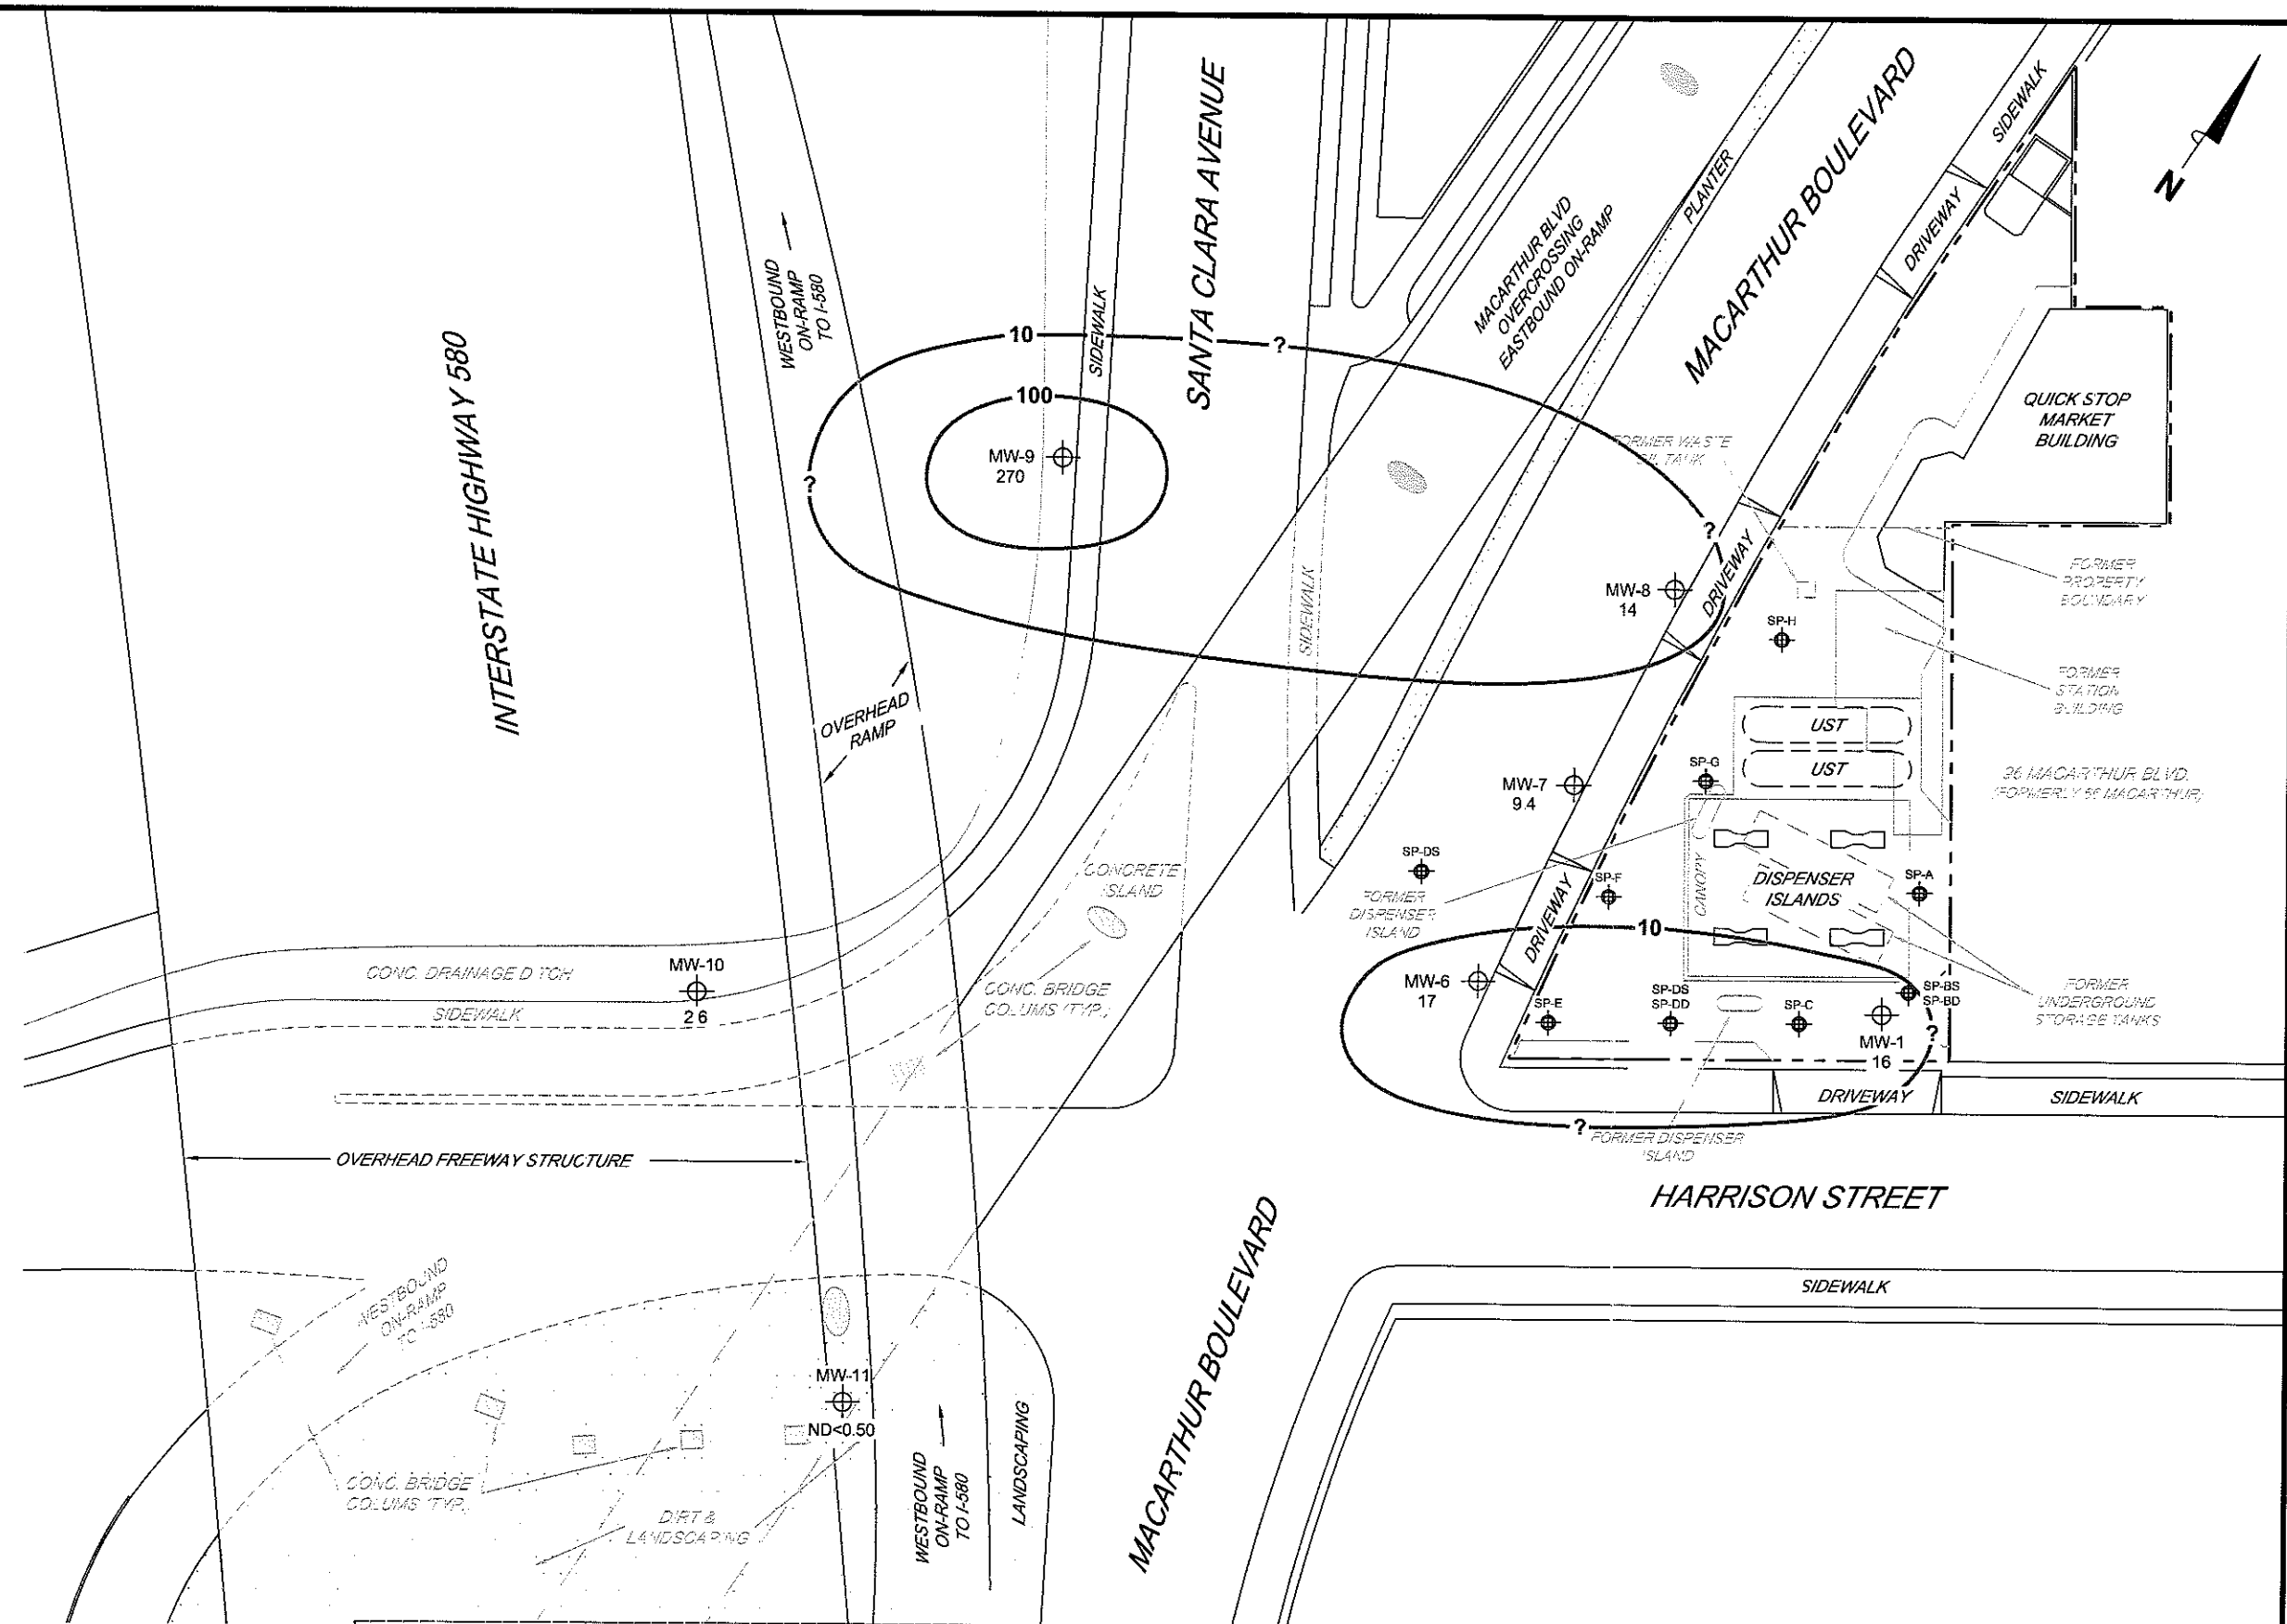 INTERSTATE HIGHWAY 580
WESTBOUND
ON-RAMP
TO I-580
SANTA CLARA AVENUE
SIDEWALK
MACARTHUR BLVD
OVERCROSSING
EASTBOUND ON-RAMP
PLANTER
MACARTHUR BOULEVARD
SIDEWALK
DRIVEWAY
N
10
?
100
MW-9
270
?
QUICK STOP
MARKET
BUILDING
FORMER WASTE
OIL TANK
?
DRIVEWAY
MW-8
14
SIDEWALK
SP-H
FORMER
PROPERTY
BOUNDARY
FORMER
STATION
BUILDING
OVERHEAD
RAMP
UST
UST
SP-G
MW-7
9.4
96 MACARTHUR BLVD.
(FORMERLY 66 MACARTHUR)
SP-DS
FORMER
DISPENSER
ISLAND
SP-F
CANOPY
DISPENSER
ISLANDS
SP-A
CONCRETE
ISLAND
DRIVEWAY
10
CONC. DRAINAGE DITCH
MW-10
26
SIDEWALK
CONC. BRIDGE
COLUMS (TYP.)
MW-6
17
SP-E
SP-DS
SP-DD
SP-C
SP-BS
SP-BD
MW-1
16
?
FORMER
UNDERGROUND
STORAGE TANKS
DRIVEWAY
SIDEWALK
?
FORMER DISPENSER
ISLAND
OVERHEAD FREEWAY STRUCTURE
HARRISON STREET
WESTBOUND
ON-RAMP
TO I-580
SIDEWALK
MW-11
ND<0.50
CONC. BRIDGE
COLUMS (TYP.)
DIRT &
LANDSCAPING
WESTBOUND
ON-RAMP
TO I-580
LANDSCAPING
MACARTHUR BOULEVARD